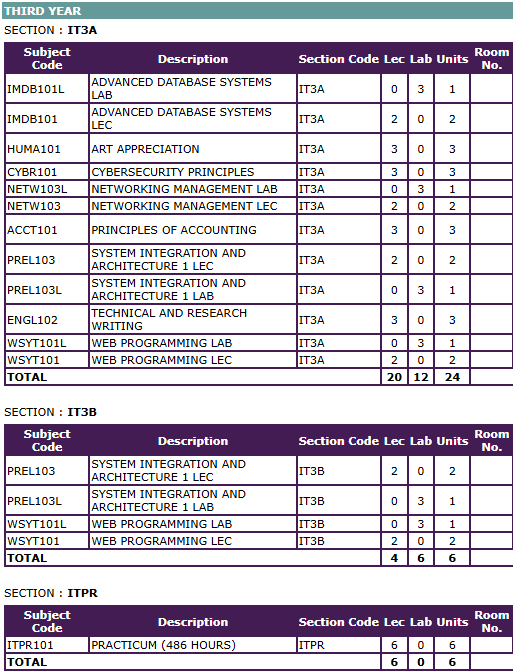 THIRD YEAR
SECTION : IT3A
Subject Code Description Section Code Lec Lab Units Room No.
IMDB101L ADVANCED DATABASE SYSTEMS LAB IT3A 0 3 1
IMDB101 ADVANCED DATABASE SYSTEMS LEC IT3A 2 0 2
HUMA101 ART APPRECIATION IT3A 3 0 3
CYBR101 CYBERSECURITY PRINCIPLES IT3A 3 0 3
NETW103L NETWORKING MANAGEMENT LAB IT3A 0 3 1
NETW103 NETWORKING MANAGEMENT LEC IT3A 2 0 2
ACCT101 PRINCIPLES OF ACCOUNTING IT3A 3 0 3
PREL103 SYSTEM INTEGRATION AND ARCHITECTURE 1 LEC IT3A 2 0 2
PREL103L SYSTEM INTEGRATION AND ARCHITECTURE 1 LAB IT3A 0 3 1
ENGL102 TECHNICAL AND RESEARCH WRITING IT3A 3 0 3
WSYT101L WEB PROGRAMMING LAB IT3A 0 3 1
WSYT101 WEB PROGRAMMING LEC IT3A 2 0 2
TOTAL 20 12 24
SECTION : IT3B
Subject Code Description Section Code Lec Lab Units Room No.
PREL103 SYSTEM INTEGRATION AND ARCHITECTURE 1 LEC IT3B 2 0 2
PREL103L SYSTEM INTEGRATION AND ARCHITECTURE 1 LAB IT3B 0 3 1
WSYT101L WEB PROGRAMMING LAB IT3B 0 3 1
WSYT101 WEB PROGRAMMING LEC IT3B 2 0 2
TOTAL 4 6 6
SECTION : ITPR
Subject Code Description Section Code Lec Lab Units Room No.
ITPR101 PRACTICUM (486 HOURS) ITPR 6 0 6
TOTAL 6 0 6